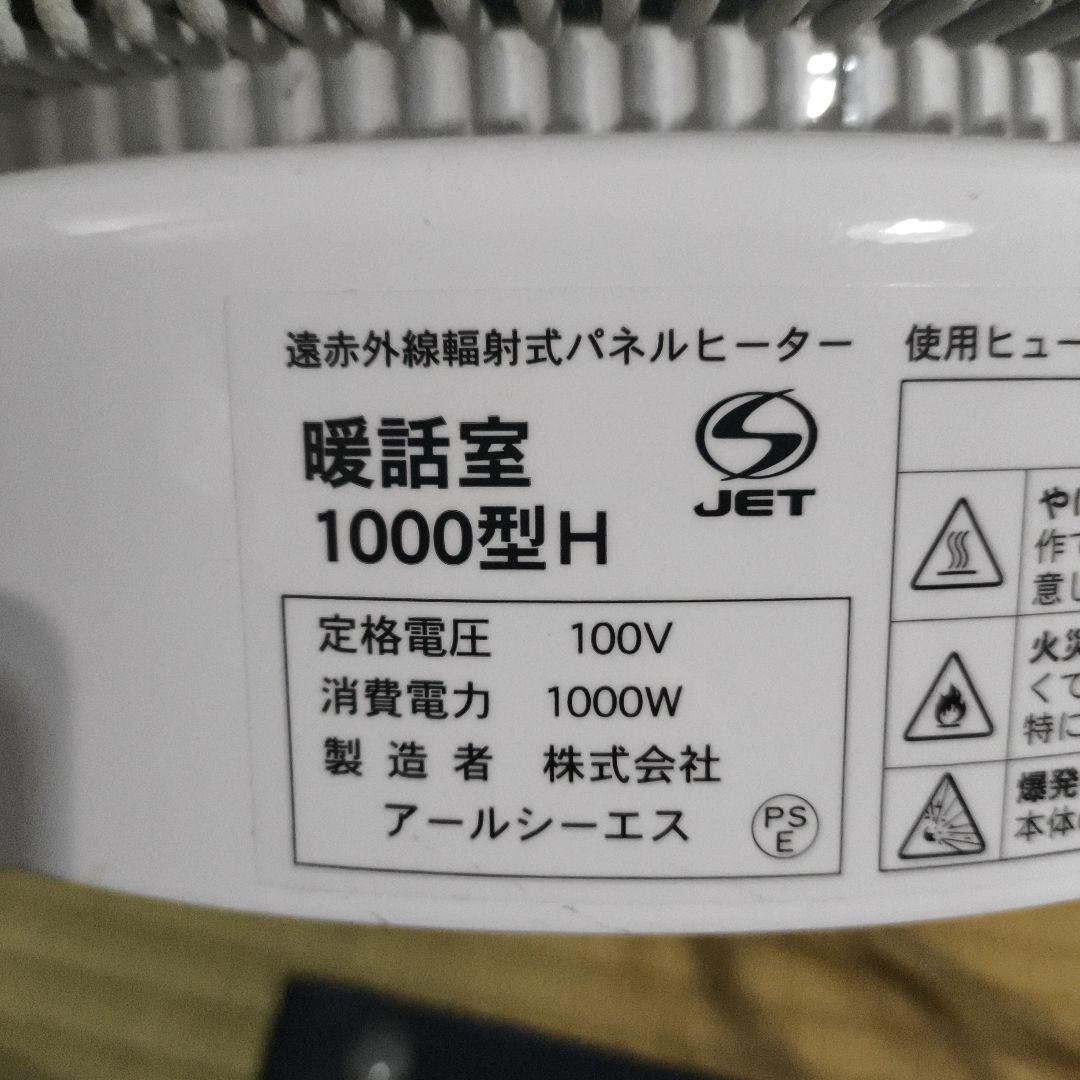 遠赤外線輻射式パネルヒーター
暖話室
1000型H
JET
定格電圧 100V
消費電力 1000W
製造者 株式会社
アールシーエス
PS
E
使用ヒュー
やけ
作て
意し
火災
くて
特に
爆発
本体